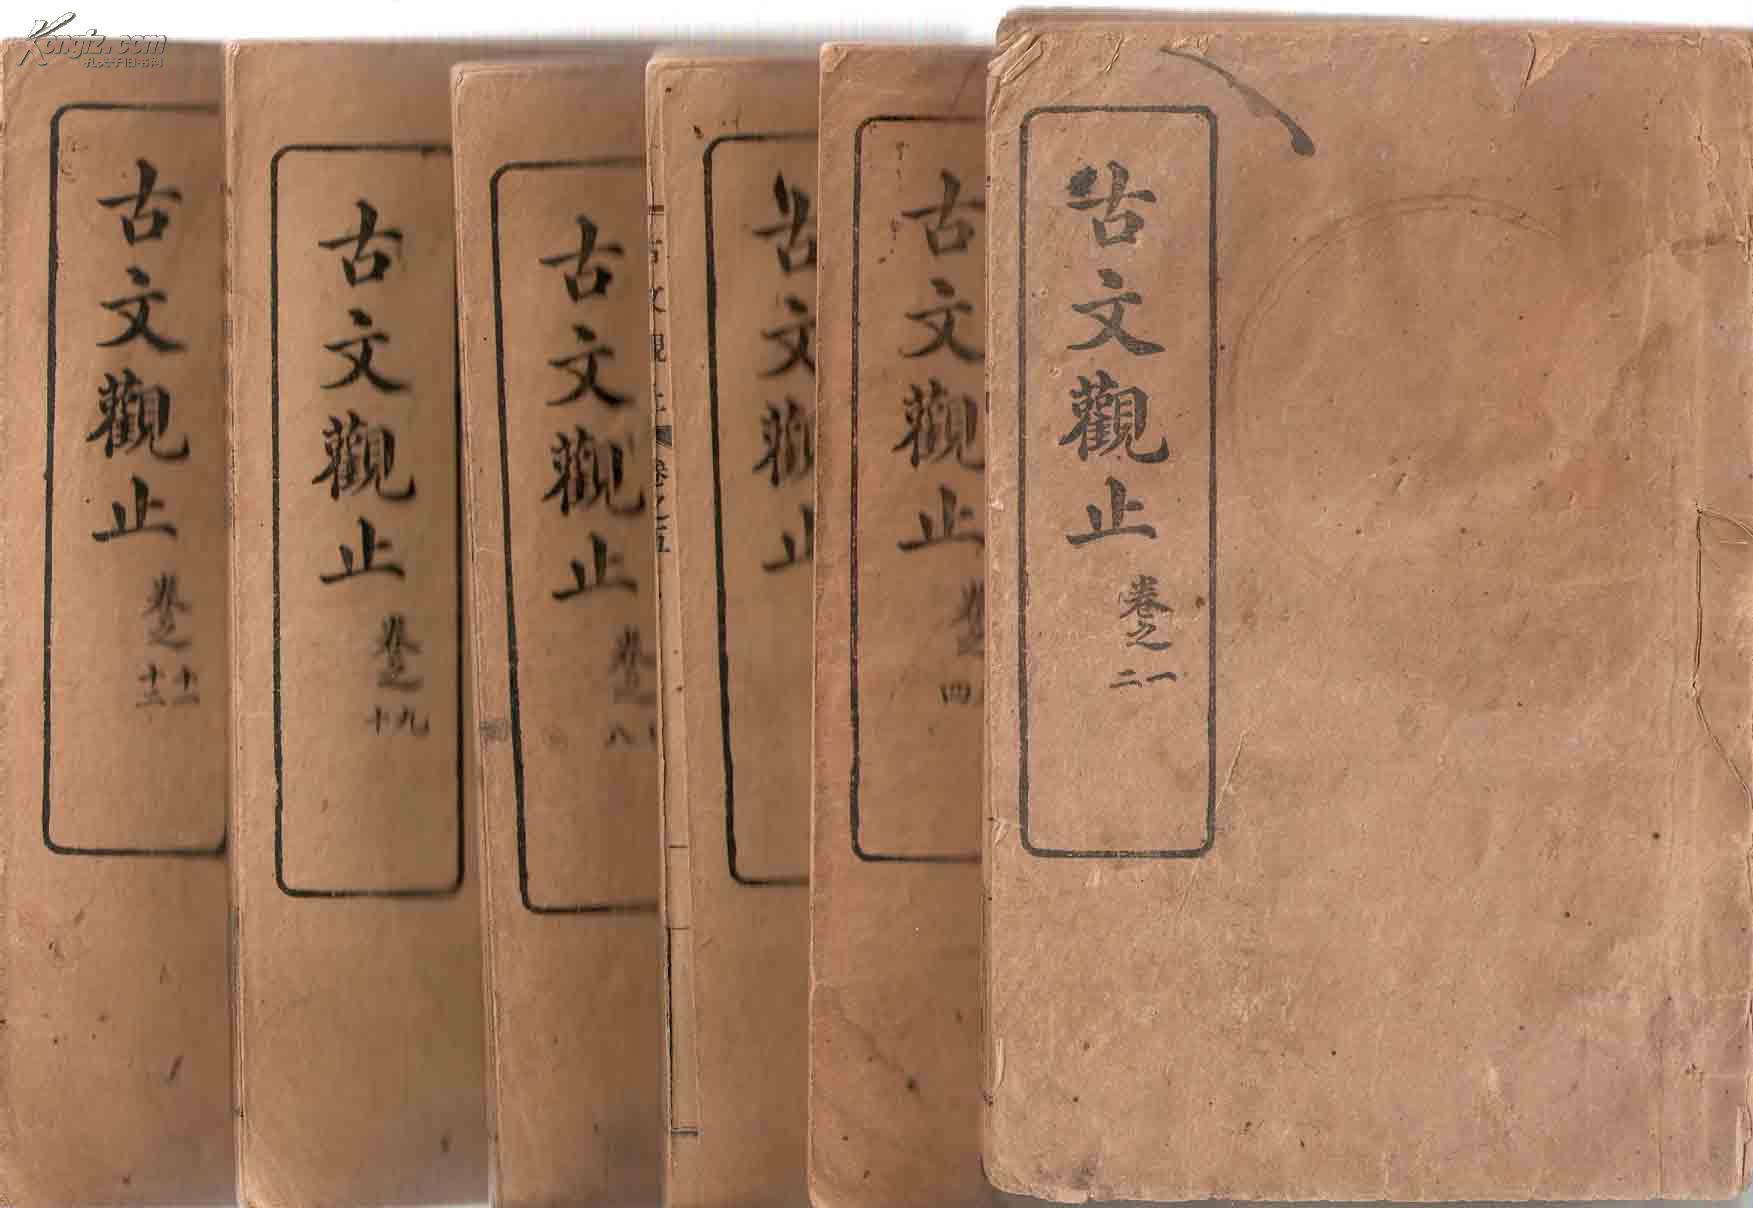 Kongfz.com
孔夫子旧书网
古文觀止
卷之
一
二
古文觀止
卷之
四
古文觀止
古文觀止
卷之五
古文觀止
卷之
八
古文觀止
卷之
九
十
古文觀止
卷之
十一
十二